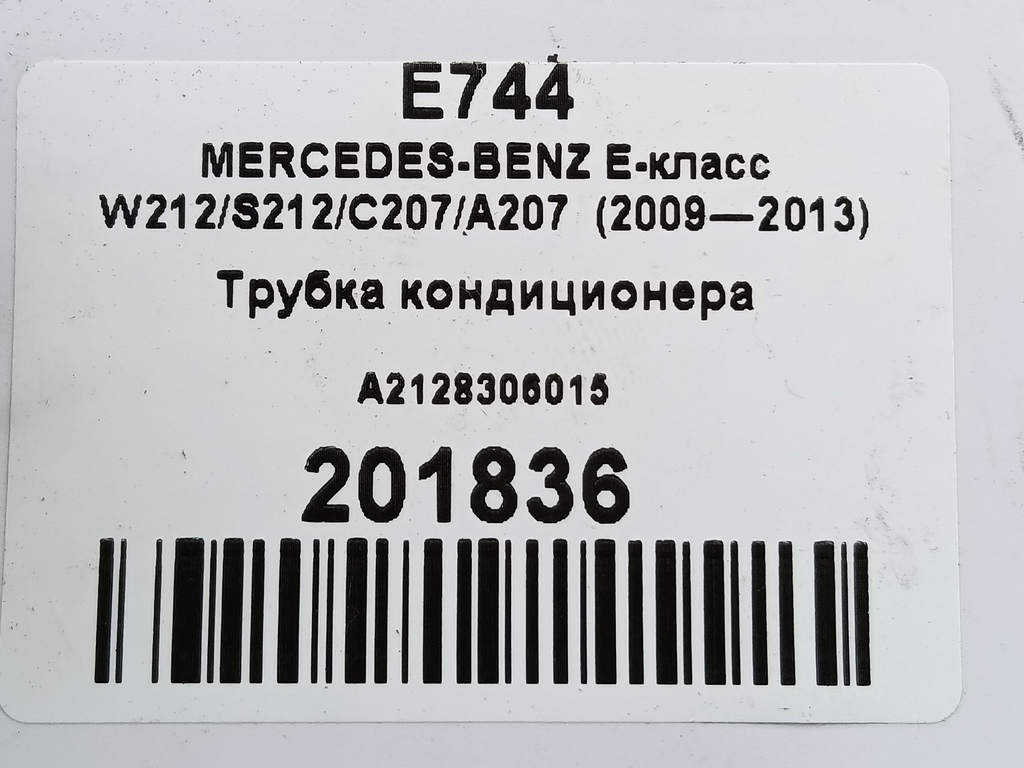 E744
MERCEDES-BENZ E-класс
W212/S212/C207/A207 (2009—2013)
Трубка кондиционера
A2128306015
201836